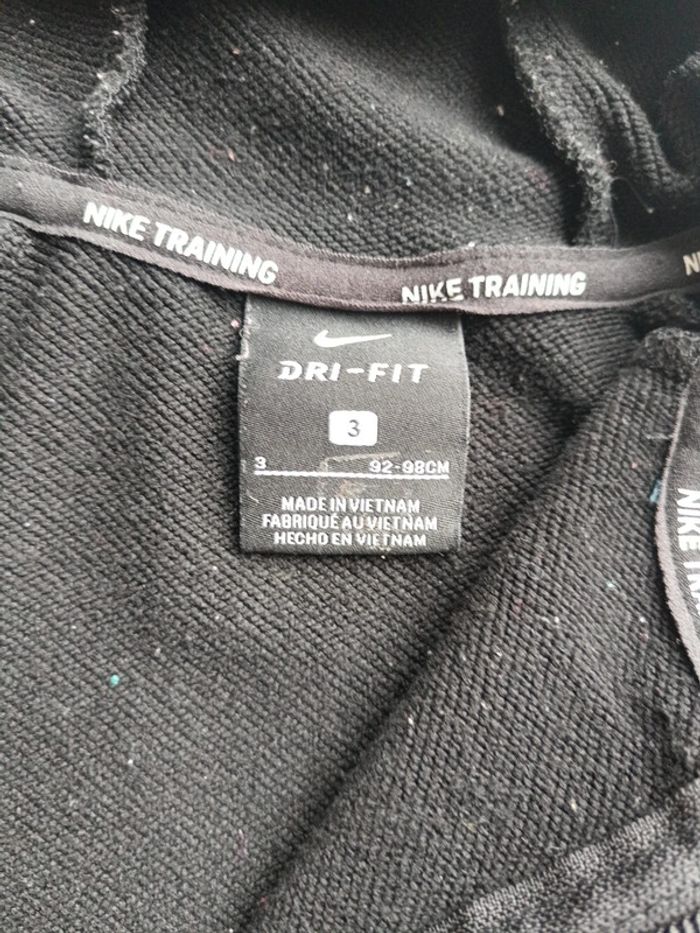 NIKE TRAINING
NIKE TRAINING
N
DRI-FIT
3
3 92-98CM
MADE IN VIETNAM
FABRIQUÉ AU VIETNAM
HECHO EN VIETNAM
NIKE